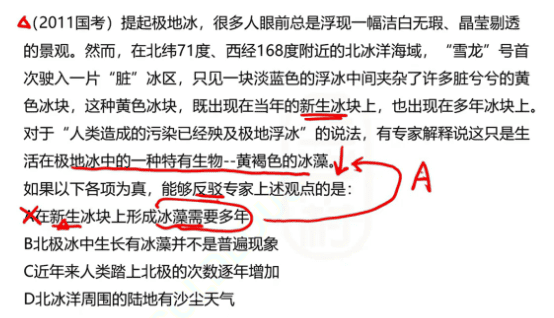 (2011国考)提起极地冰，很多人眼前总是浮现一幅洁白无瑕、晶莹剔透
的景观。然而，在北纬71度、西经168度附近的北冰洋海域，“雪龙”号首
次驶入一片“脏”冰区，只见一块淡蓝色的浮冰中间夹杂了许多脏兮兮的黄
色冰块，这种黄色冰块，既出现在当年的新生冰块上，也出现在多年冰块上。
对于“人类造成的污染已经殃及极地浮冰”的说法，有专家解释说这只是生
活在极地冰中的一种特有生物--黄褐色的冰藻。
如果以下各项为真，能够反驳专家上述观点的是：
A
A在新生冰块上形成冰藻需要多年
B北极冰中生长有冰藻并不是普遍现象
C近年来人类踏上北极的次数逐年增加
D北冰洋周围的陆地有沙尘天气